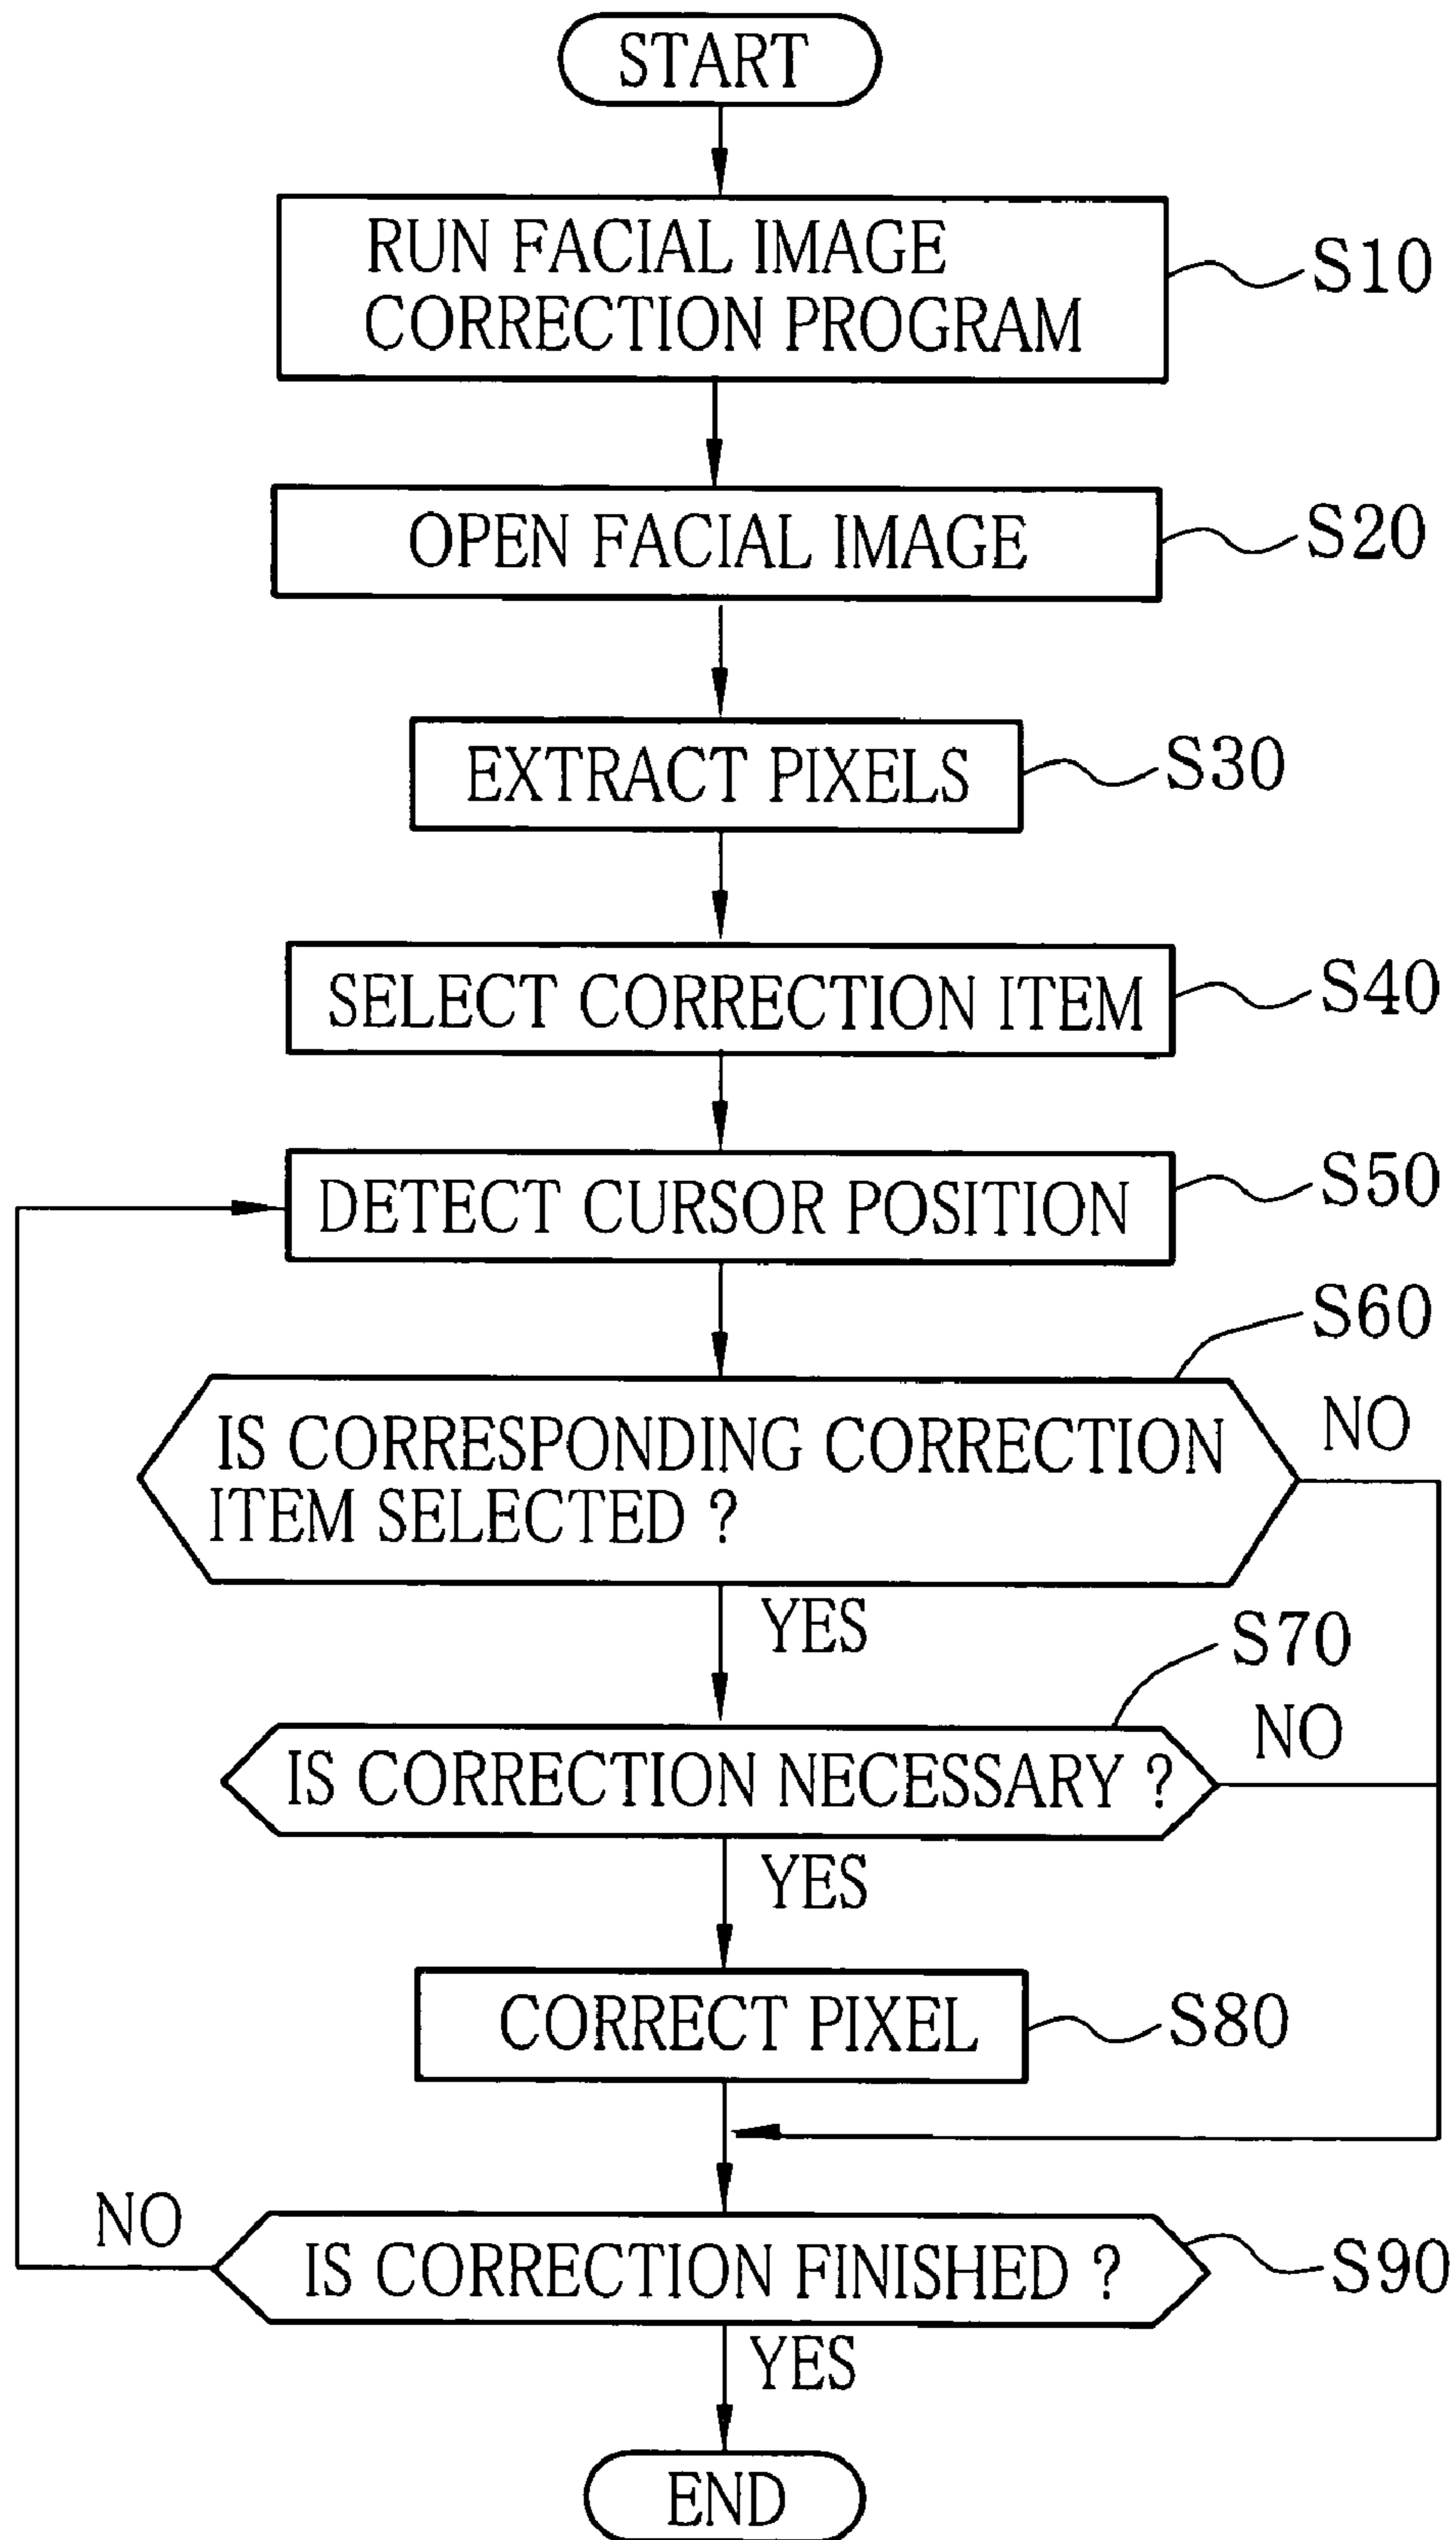 START
RUN FACIAL IMAGE
CORRECTION PROGRAM
S10
OPEN FACIAL IMAGE
S20
EXTRACT PIXELS
S30
SELECT CORRECTION ITEM
S40
DETECT CURSOR POSITION
S50
S60
IS CORRESPONDING CORRECTION
ITEM SELECTED ?
NO
YES
S70
IS CORRECTION NECESSARY ?
NO
YES
CORRECT PIXEL
S80
NO
IS CORRECTION FINISHED ?
S90
YES
END